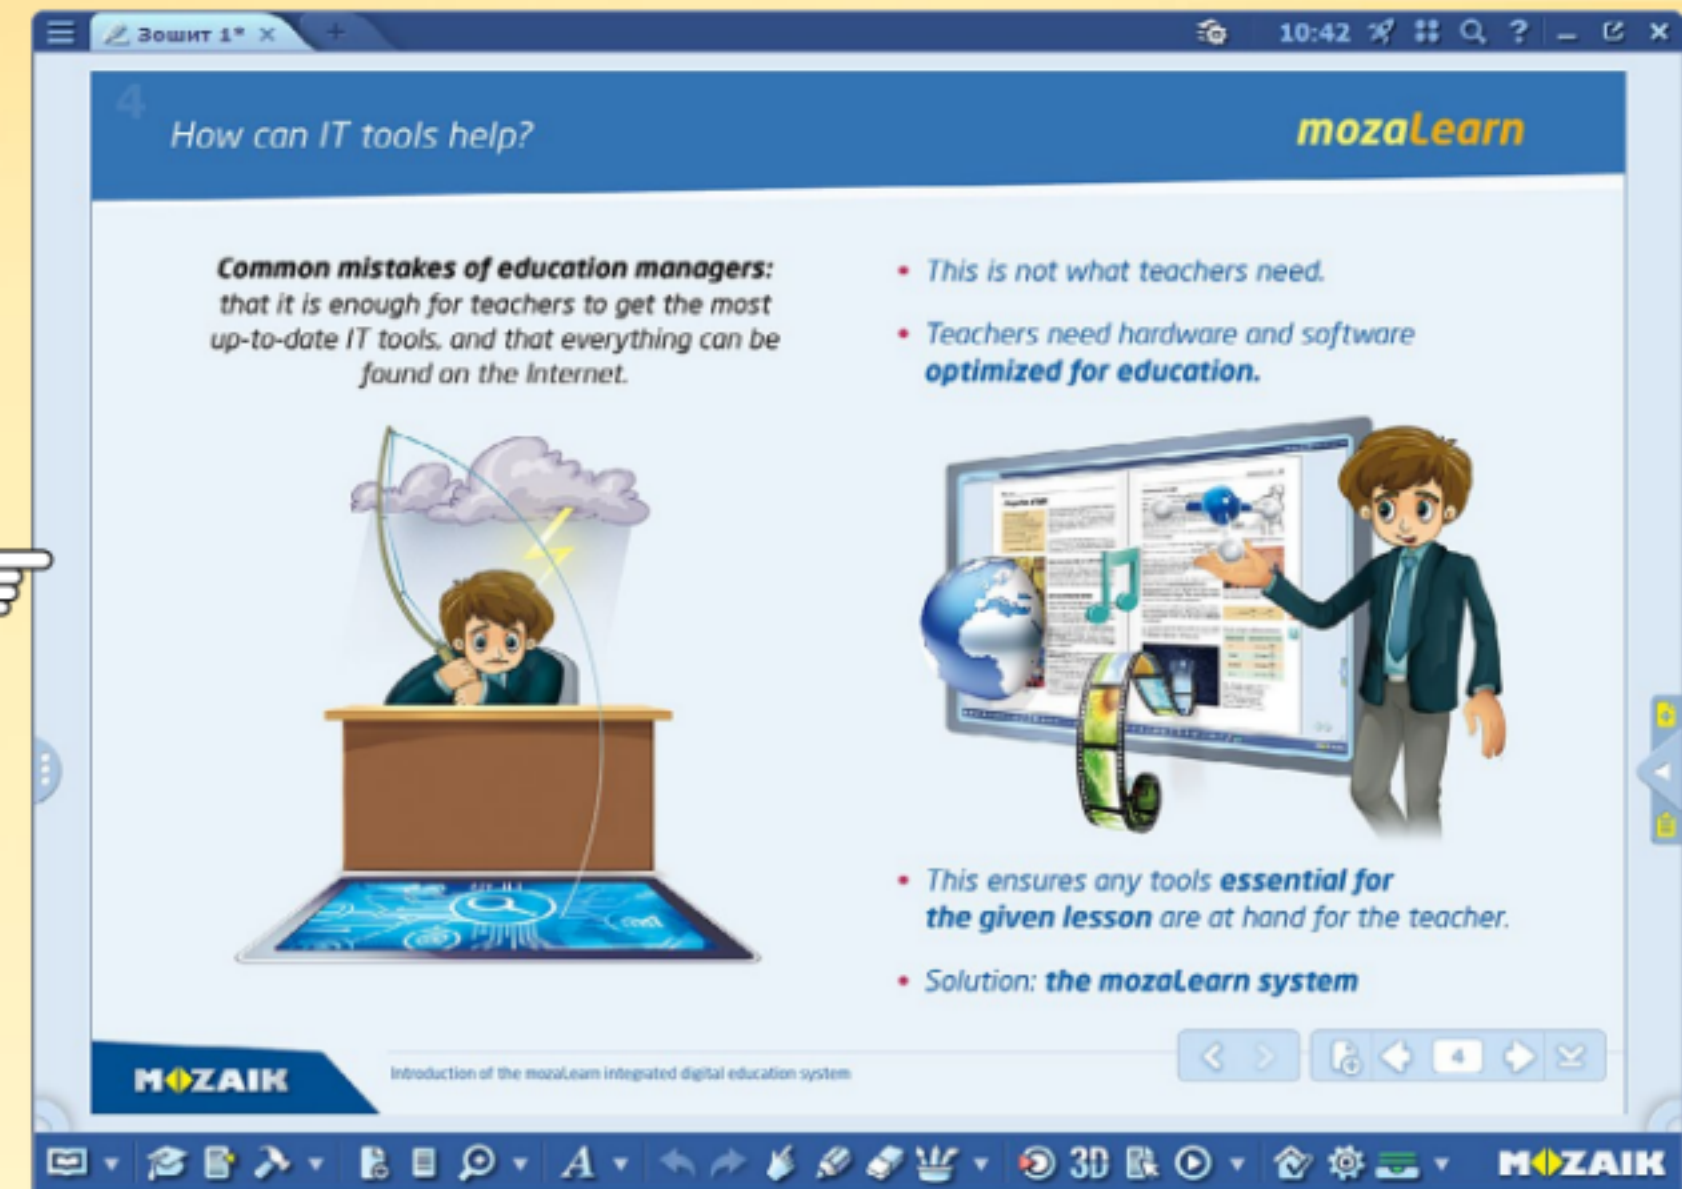 Зошит 1*
10:42
4
How can IT tools help?
mozaLearn
Common mistakes of education managers:
that it is enough for teachers to get the most
up-to-date IT tools, and that everything can be
found on the Internet.
• This is not what teachers need.
• Teachers need hardware and software
optimized for education.
• This ensures any tools essential for
the given lesson are at hand for the teacher.
• Solution: the mozaLearn system
MOZAIK
Introduction of the mozaLearn integrated digital education system
4
A
3D
MOZAIK